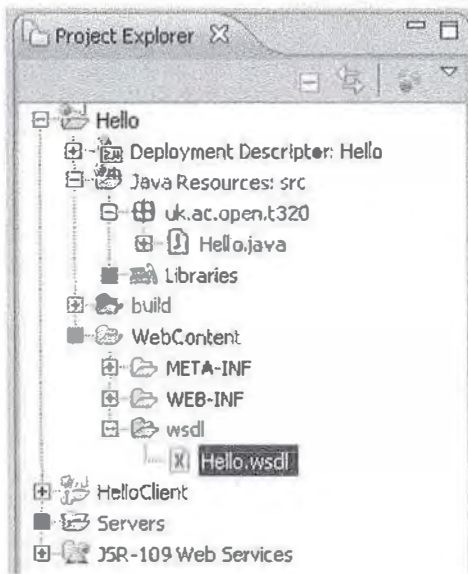 Project Explorer
Hello
Deployment Descriptor: Hello
Java Resources: src
uk.ac.open.t320
Hello.java
Libraries
build
WebContent
META-INF
WEB-INF
wsdl
Hello.wsdl
HelloClient
Servers
JSR-109 Web Services